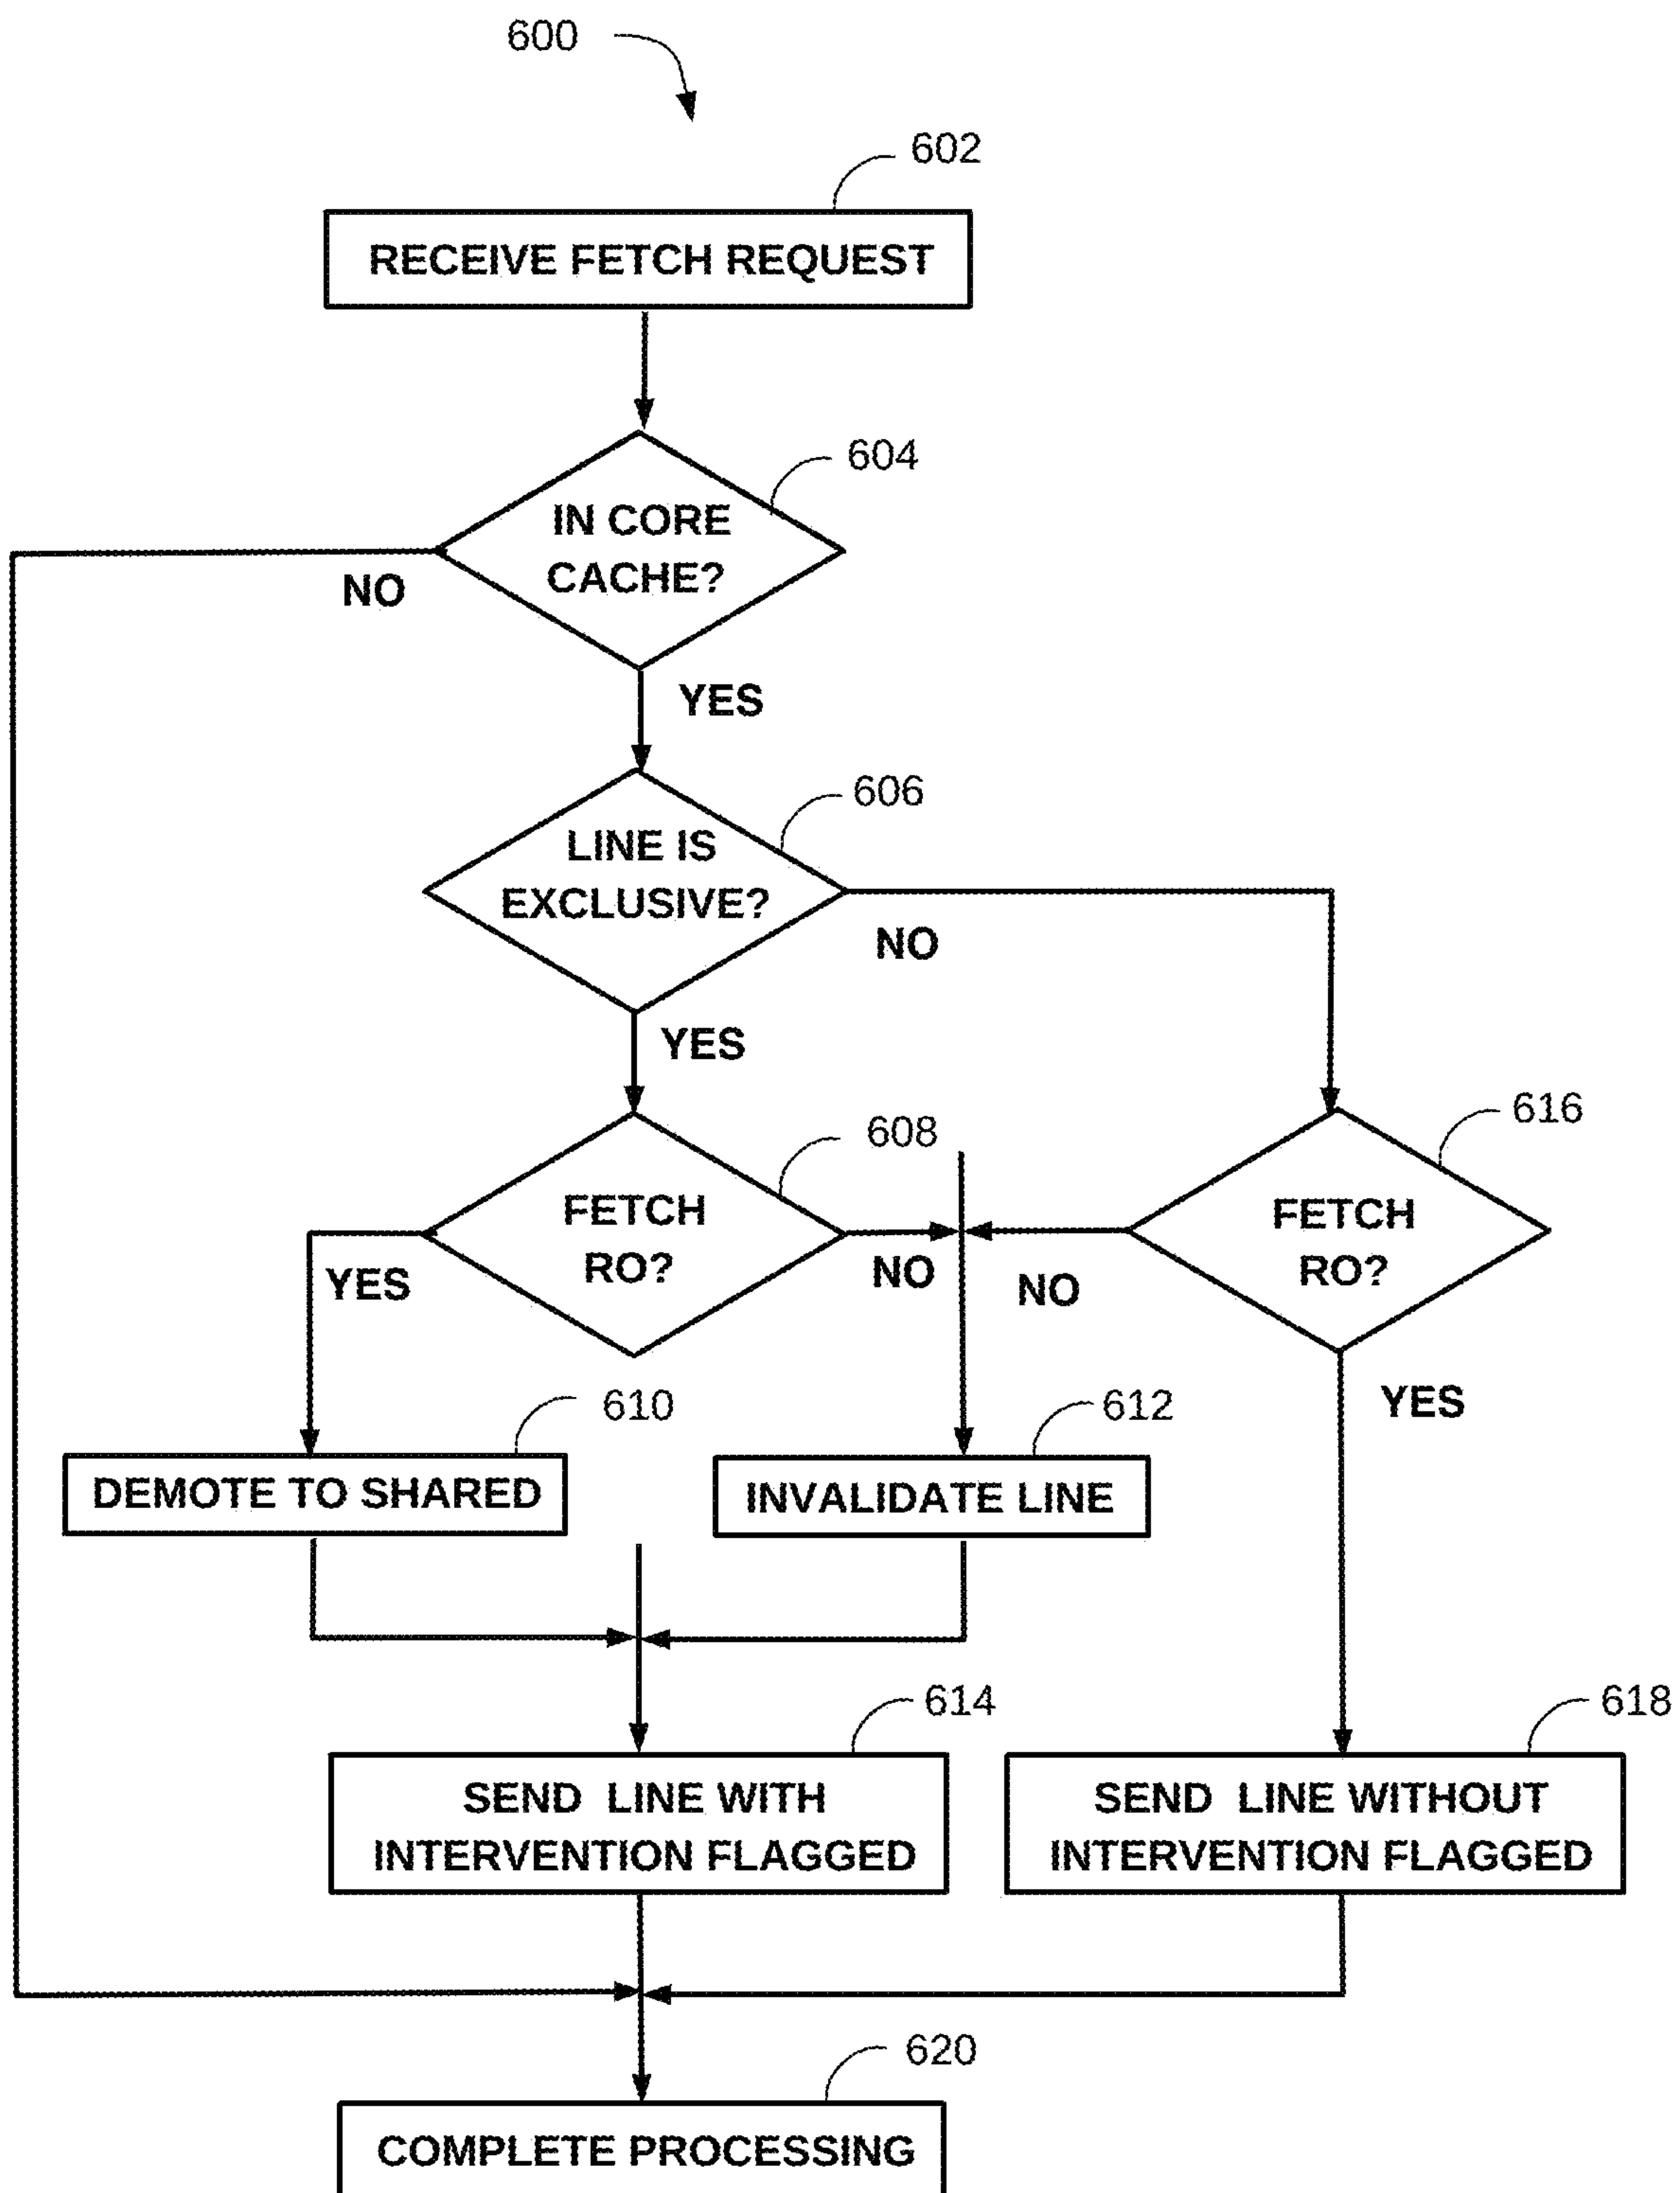 600
602
RECEIVE FETCH REQUEST
604
IN CORE
CACHE?
NO
YES
606
LINE IS
EXCLUSIVE?
NO
YES
608
616
FETCH
RO?
FETCH
RO?
YES
NO
NO
YES
610
612
DEMOTE TO SHARED
INVALIDATE LINE
614
618
SEND LINE WITH
INTERVENTION FLAGGED
SEND LINE WITHOUT
INTERVENTION FLAGGED
620
COMPLETE PROCESSING